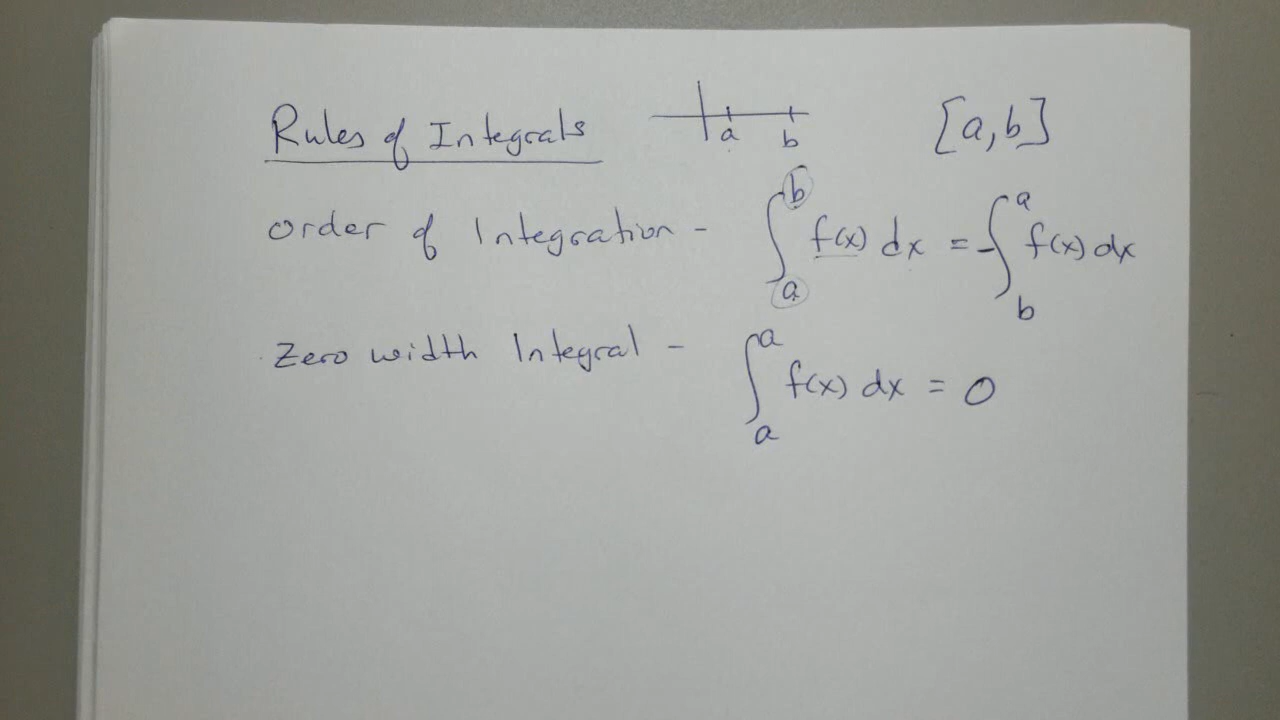 Rules of Integrals a b [a,b]
Order of Integration - ∫_a^b f(x) dx = -∫_b^a f(x) dx
Zero width Integral - ∫_a^a f(x) dx = 0